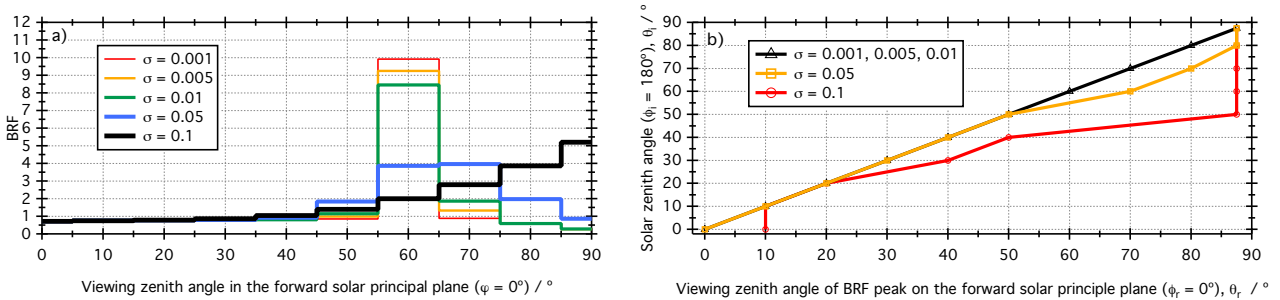 a)
12
11
10
9
8
7
6
5
4
3
2
1
0
BRF
σ = 0.001
σ = 0.005
σ = 0.01
σ = 0.05
σ = 0.1
0 10 20 30 40 50 60 70 80 90
Viewing zenith angle in the forward solar principal plane (φ = 0°) / °
b)
90
80
70
60
50
40
30
20
10
0
Solar zenith angle (ϕi = 180°), θi / °
σ = 0.001, 0.005, 0.01
σ = 0.05
σ = 0.1
0 10 20 30 40 50 60 70 80 90
Viewing zenith angle of BRF peak on the forward solar principle plane (ϕr = 0°), θr / °